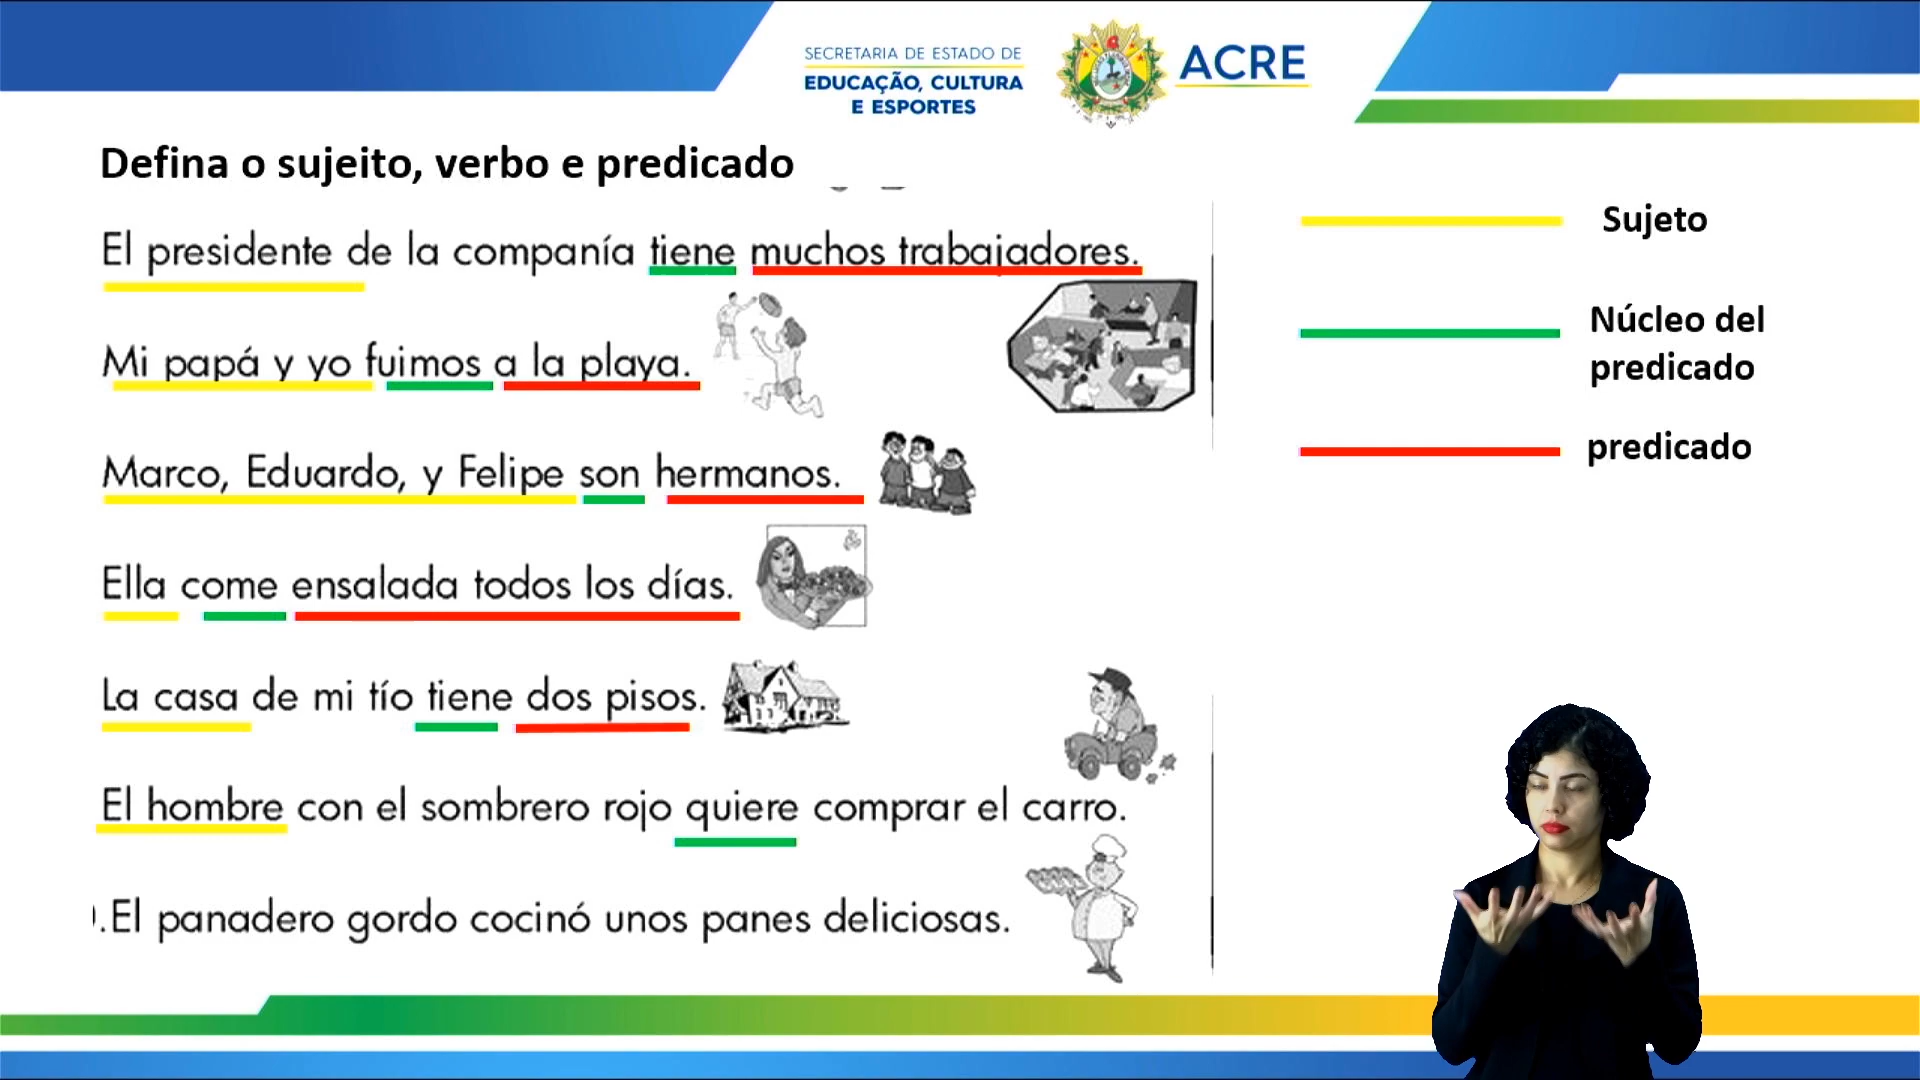 SECRETARIA DE ESTADO DE
EDUCAÇÃO, CULTURA
E ESPORTES
ACRE
Defina o sujeito, verbo e predicado
El presidente de la companía tiene muchos trabajadores.
Mi papá y yo fuimos a la playa.
Marco, Eduardo, y Felipe son hermanos.
Ella come ensalada todos los días.
La casa de mi tío tiene dos pisos.
El hombre con el sombrero rojo quiere comprar el carro.
.El panadero gordo cocinó unos panes deliciosas.
Sujeto
Núcleo del
predicado
predicado